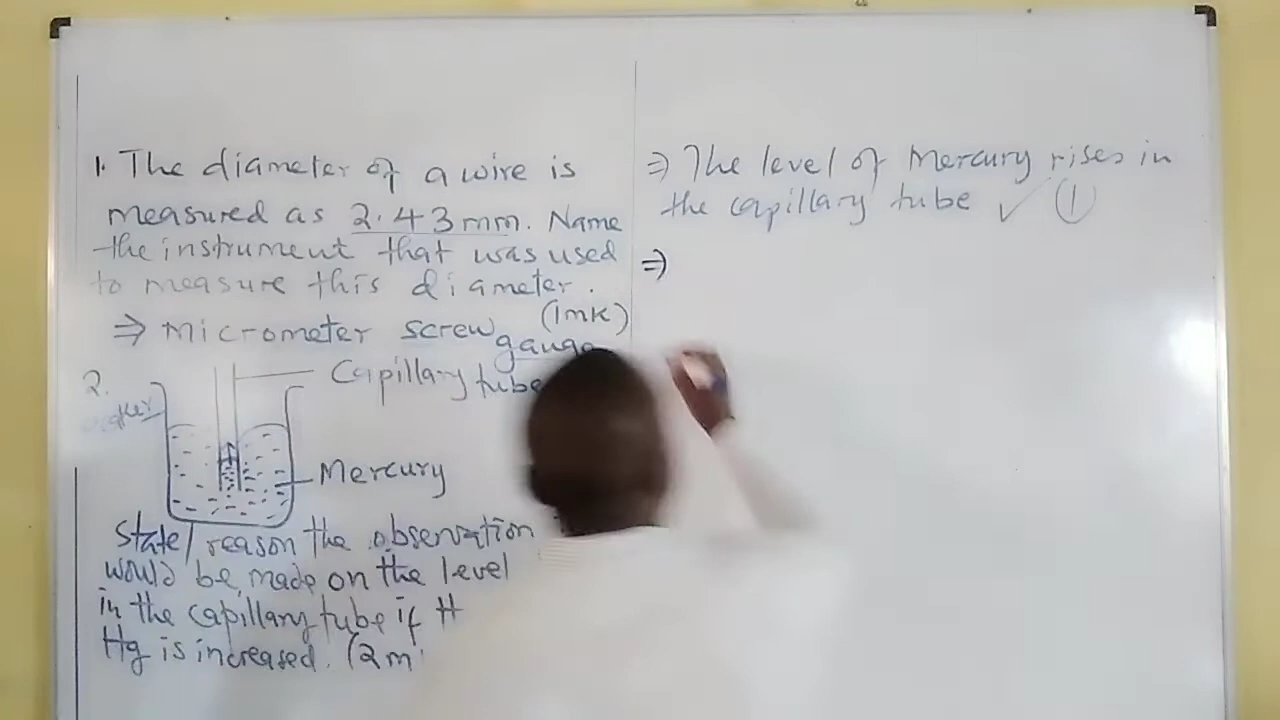 1. The diameter of a wire is
measured as 2.43mm. Name
the instrument that was used
to measure this diameter.
(1mk)
⇒ Micrometer screw
gauge
2.
Capillary tube
Mercury
State/reason the observation
would be made on the level
in the capillary tube if
Hg is increased. (2m
⇒ The level of Mercury rises in
the capillary tube ✓ (1)
⇒